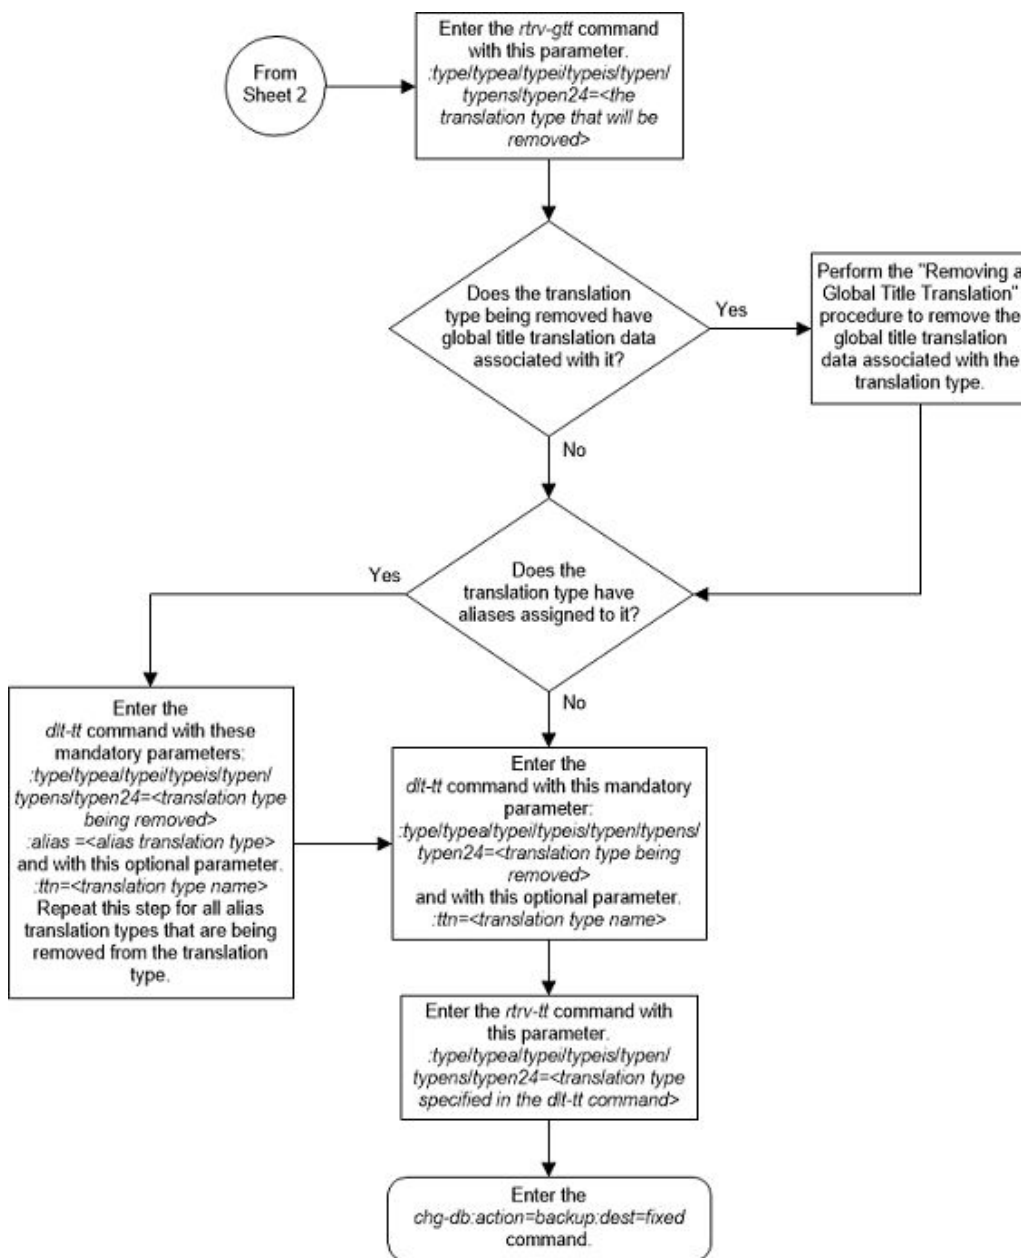 From
Sheet 2
Enter the rtrv-gtt command
with this parameter.
:type/typea/typei/typeis/typen/
typens/typen24=<the
translation type that will be
removed>
Does the translation
type being removed have
global title translation data
associated with it?
Yes
Perform the "Removing a
Global Title Translation"
procedure to remove the
global title translation
data associated with the
translation type.
No
Does the
translation type have
aliases assigned to it?
Yes
No
Enter the
dlt-tt command with these
mandatory parameters:
:type/typea/typei/typeis/typen/
typens/typen24=<translation type
being removed>
:alias =<alias translation type>
and with this optional parameter.
:ttn=<translation type name>
Repeat this step for all alias
translation types that are being
removed from the translation
type.
Enter the
dlt-tt command with this mandatory
parameter:
:type/typea/typei/typeis/typen/typens/
typen24=<translation type being
removed>
and with this optional parameter.
:ttn=<translation type name>
Enter the rtrv-tt command with
this parameter.
:type/typea/typei/typeis/typen/
typens/typen24=<translation type
specified in the dlt-tt command>
Enter the
chg-db:action=backup:dest=fixed
command.